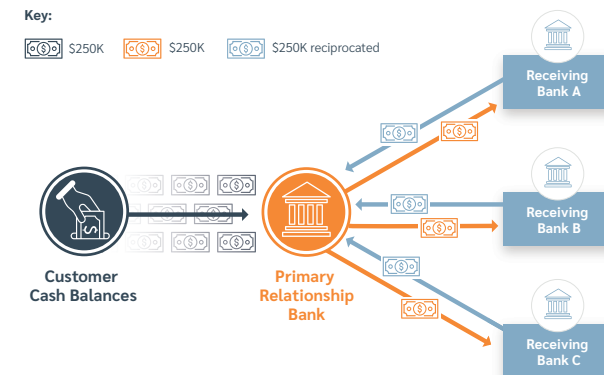 Key:
$250K
$250K
$250K reciprocated
Receiving
Bank A
Receiving
Bank B
Customer
Cash Balances
Primary
Relationship
Bank
Receiving
Bank C